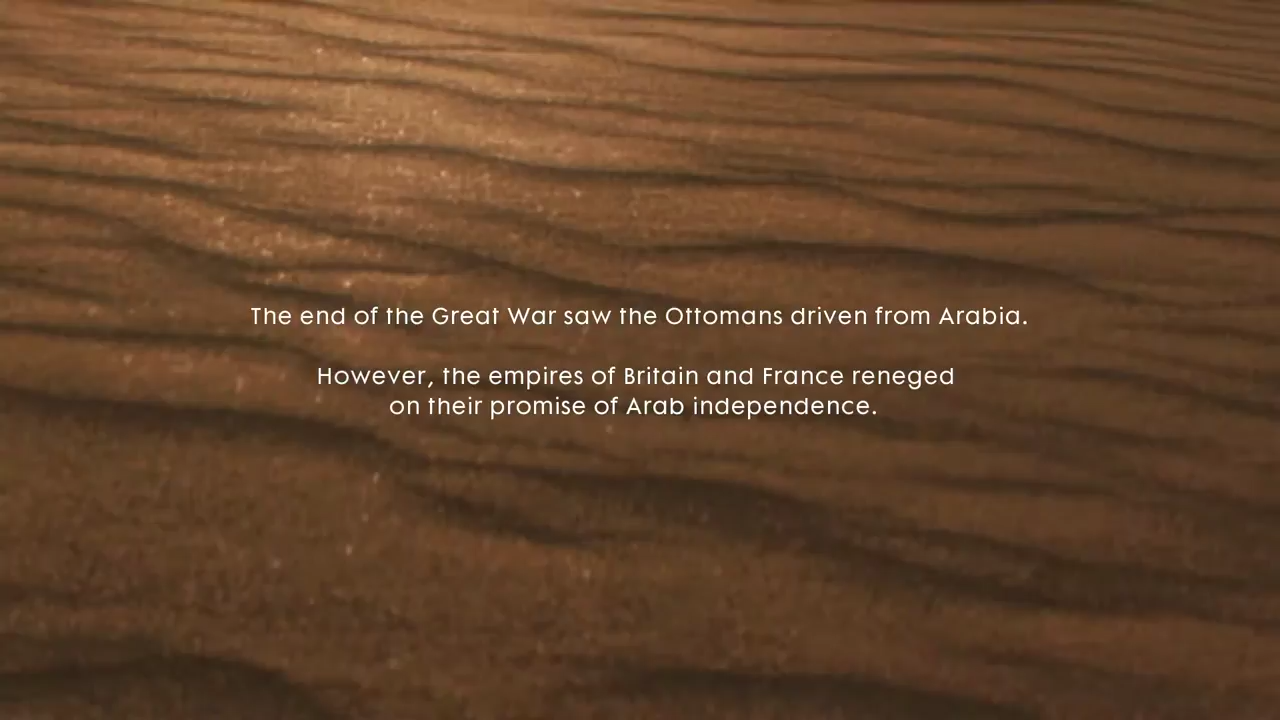 The end of the Great War saw the Ottomans driven from Arabia.
However, the empires of Britain and France reneged
on their promise of Arab independence.